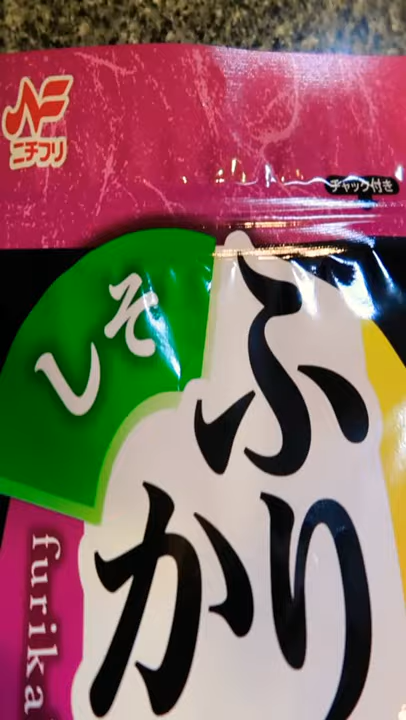 ニチフリ
チャック付き
しそ
ふり
か
furika